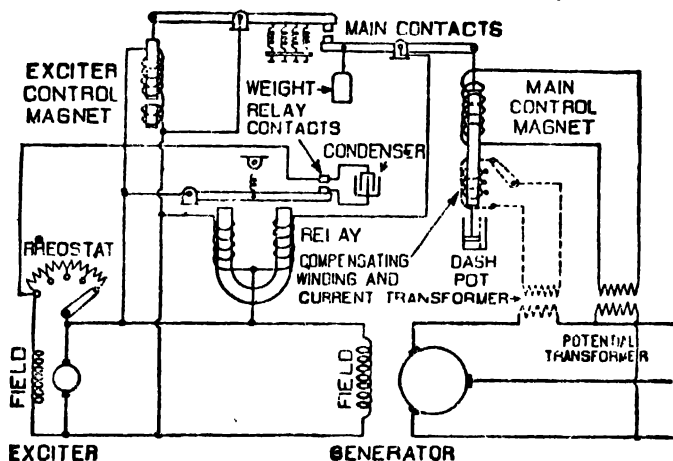 MAIN CONTACTS
EXCITER
CONTROL
MAGNET
WEIGHT
RELAY
CONTACTS
CONDENSER
MAIN
CONTROL
MAGNET
RHEOSTAT
RELAY
COMPENSATING
WINDING AND
CURRENT TRANSFORMER
DASH
POT
POTENTIAL
TRANSFORMER
FIELD
FIELD
EXCITER
GENERATOR